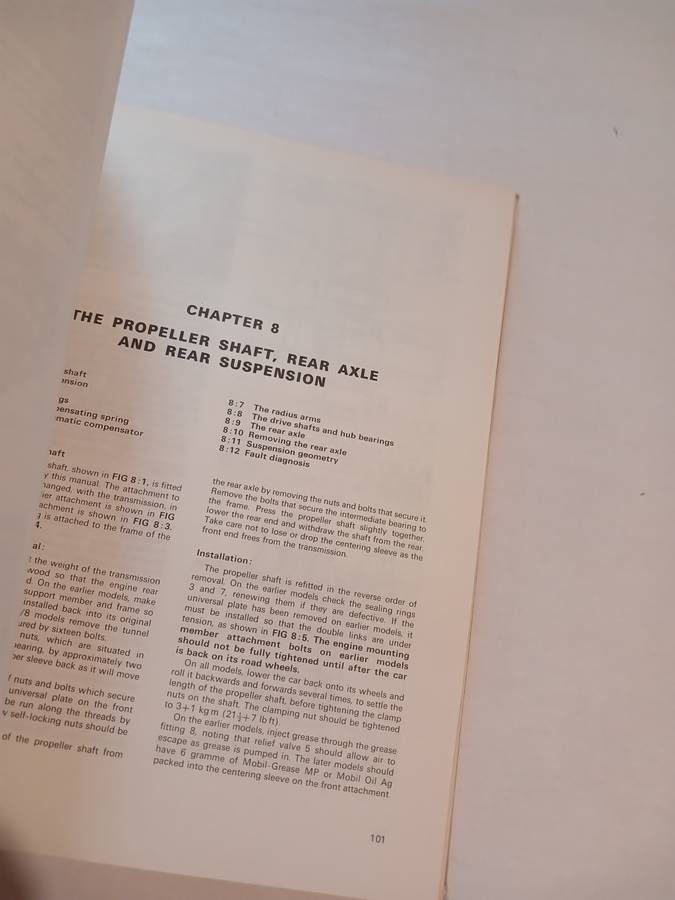 CHAPTER 8
THE PROPELLER SHAFT, REAR AXLE
AND REAR SUSPENSION
shaft
ension
gs
pensating spring
matic compensator
8:7 The radius arms
8:8 The drive shafts and hub bearings
8:9 The rear axle
8:10 Removing the rear axle
8:11 Suspension geometry
8:12 Fault diagnosis
haft
shaft, shown in FIG 8:1, is fitted
y this manual. The attachment to
hanged, with the transmission, in
ier attachment is shown in FIG
achment is shown in FIG 8:3.
g is attached to the frame of the
4.
al:
t the weight of the transmission
wood so that the engine rear
d. On the earlier models, make
support member and frame so
installed back into its original
/8 models remove the tunnel
ured by sixteen bolts.
nuts, which are situated in
bearing, by approximately two
per sleeve back as it will move
f nuts and bolts which secure
universal plate on the front
be run along the threads by
v self-locking nuts should be
of the propeller shaft from
the rear axle by removing the nuts and bolts that secure it.
Remove the bolts that secure the intermediate bearing to
the frame. Press the propeller shaft slightly together,
lower the rear end and withdraw the shaft from the rear.
Take care not to lose or drop the centering sleeve as the
front end frees from the transmission.
Installation:
The propeller shaft is refitted in the reverse order of
removal. On the earlier models check the sealing rings
3 and 7, renewing them if they are defective. If the
universal plate has been removed on earlier models, it
must be installed so that the double links are under
tension, as shown in FIG 8:5. The engine mounting
member attachment bolts on earlier models
should not be fully tightened until after the car
is back on its road wheels.
On all models, lower the car back onto its wheels and
roll it backwards and forwards several times, to settle the
length of the propeller shaft, before tightening the clamp
nuts on the shaft. The clamping nut should be tightened
to 3+1 kg m (21½+7 lb ft).
On the earlier models, inject grease through the grease
fitting 8, noting that relief valve 5 should allow air to
escape as grease is pumped in. The later models should
have 6 gramme of Mobil-Grease MP or Mobil Oil Ag
packed into the centering sleeve on the front attachment.
101